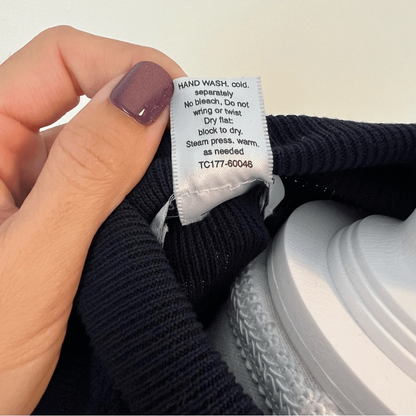 HAND WASH. cold.
separately
No bleach, Do not
wring or twist
Dry flat:
block to dry.
Steam press. warm.
as needed
TC177-60046